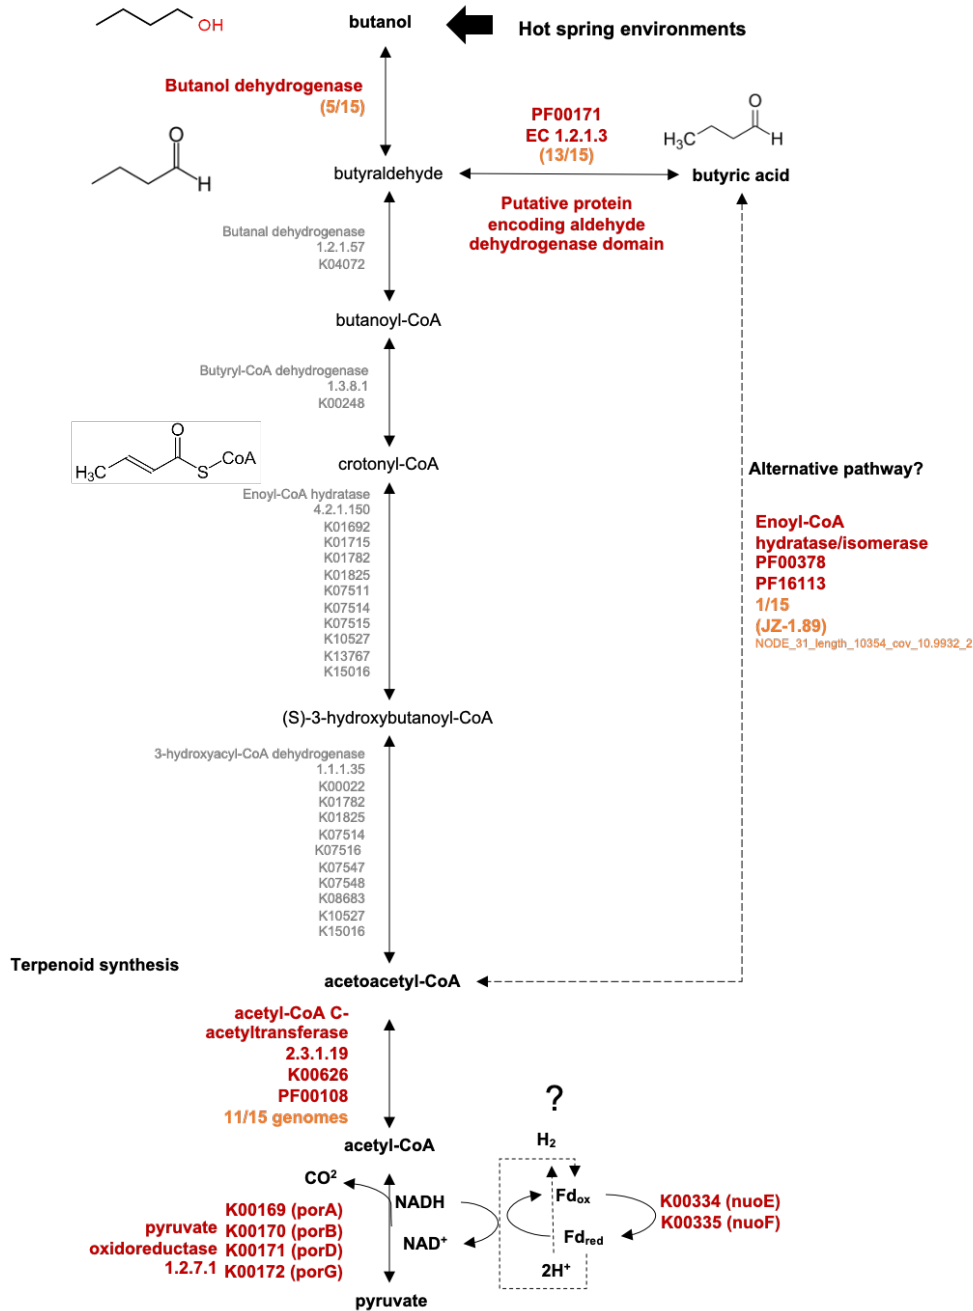 butanol
Hot spring environments
OH
Butanol dehydrogenase
(5/15)
PF00171
EC 1.2.1.3
(13/15)
O
H
butyraldehyde
O
H₃C
H
butyric acid
Putative protein
encoding aldehyde
dehydrogenase domain
Butanal dehydrogenase
1.2.1.57
K04072
butanoyl-CoA
Butyryl-CoA dehydrogenase
1.3.8.1
K00248
O
H₃C
S
CoA
crotonyl-CoA
Alternative pathway?
Enoyl-CoA hydratase
4.2.1.150
K01692
K01715
K01782
K01825
K07511
K07514
K07515
K10527
K13767
K15016
Enoyl-CoA
hydratase/isomerase
PF00378
PF16113
1/15
(JZ-1.89)
NODE_31_length_10354_cov_10.9932_2
(S)-3-hydroxybutanoyl-CoA
3-hydroxyacyl-CoA dehydrogenase
1.1.1.35
K00022
K01782
K01825
K07514
K07516
K07547
K07548
K08683
K10527
K15016
Terpenoid synthesis
acetoacetyl-CoA
acetyl-CoA C-
acetyltransferase
2.3.1.19
K00626
PF00108
11/15 genomes
acetyl-CoA
?
H₂
CO²
NADH
NAD⁺
Fdox
Fdred
2H⁺
K00334 (nuoE)
K00335 (nuoF)
pyruvate
oxidoreductase
1.2.7.1
K00169 (porA)
K00170 (porB)
K00171 (porD)
K00172 (porG)
pyruvate